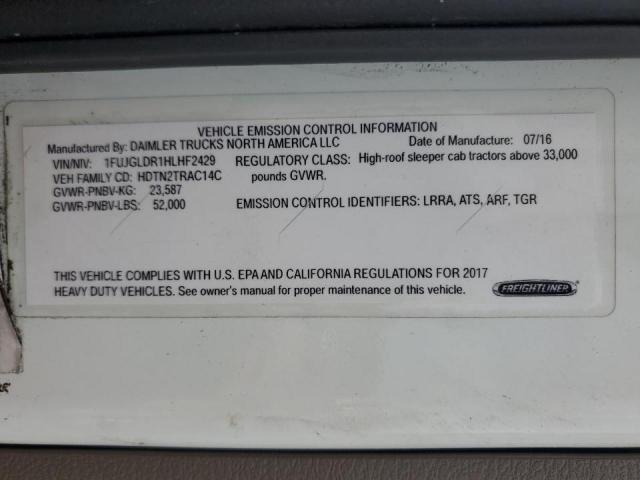 VEHICLE EMISSION CONTROL INFORMATION
Manufactured By: DAIMLER TRUCKS NORTH AMERICA LLC Date of Manufacture: 07/16
VIN/NIV: 1FUJGLDR1HLHF2429 REGULATORY CLASS: High-roof sleeper cab tractors above 33,000
VEH FAMILY CD: HDTN2TRAC14C pounds GVWR.
GVWR-PNBV-KG: 23,587
GVWR-PNBV-LBS: 52,000 EMISSION CONTROL IDENTIFIERS: LRRA, ATS, ARF, TGR
THIS VEHICLE COMPLIES WITH U.S. EPA AND CALIFORNIA REGULATIONS FOR 2017
HEAVY DUTY VEHICLES. See owner's manual for proper maintenance of this vehicle.
FREIGHTLINER